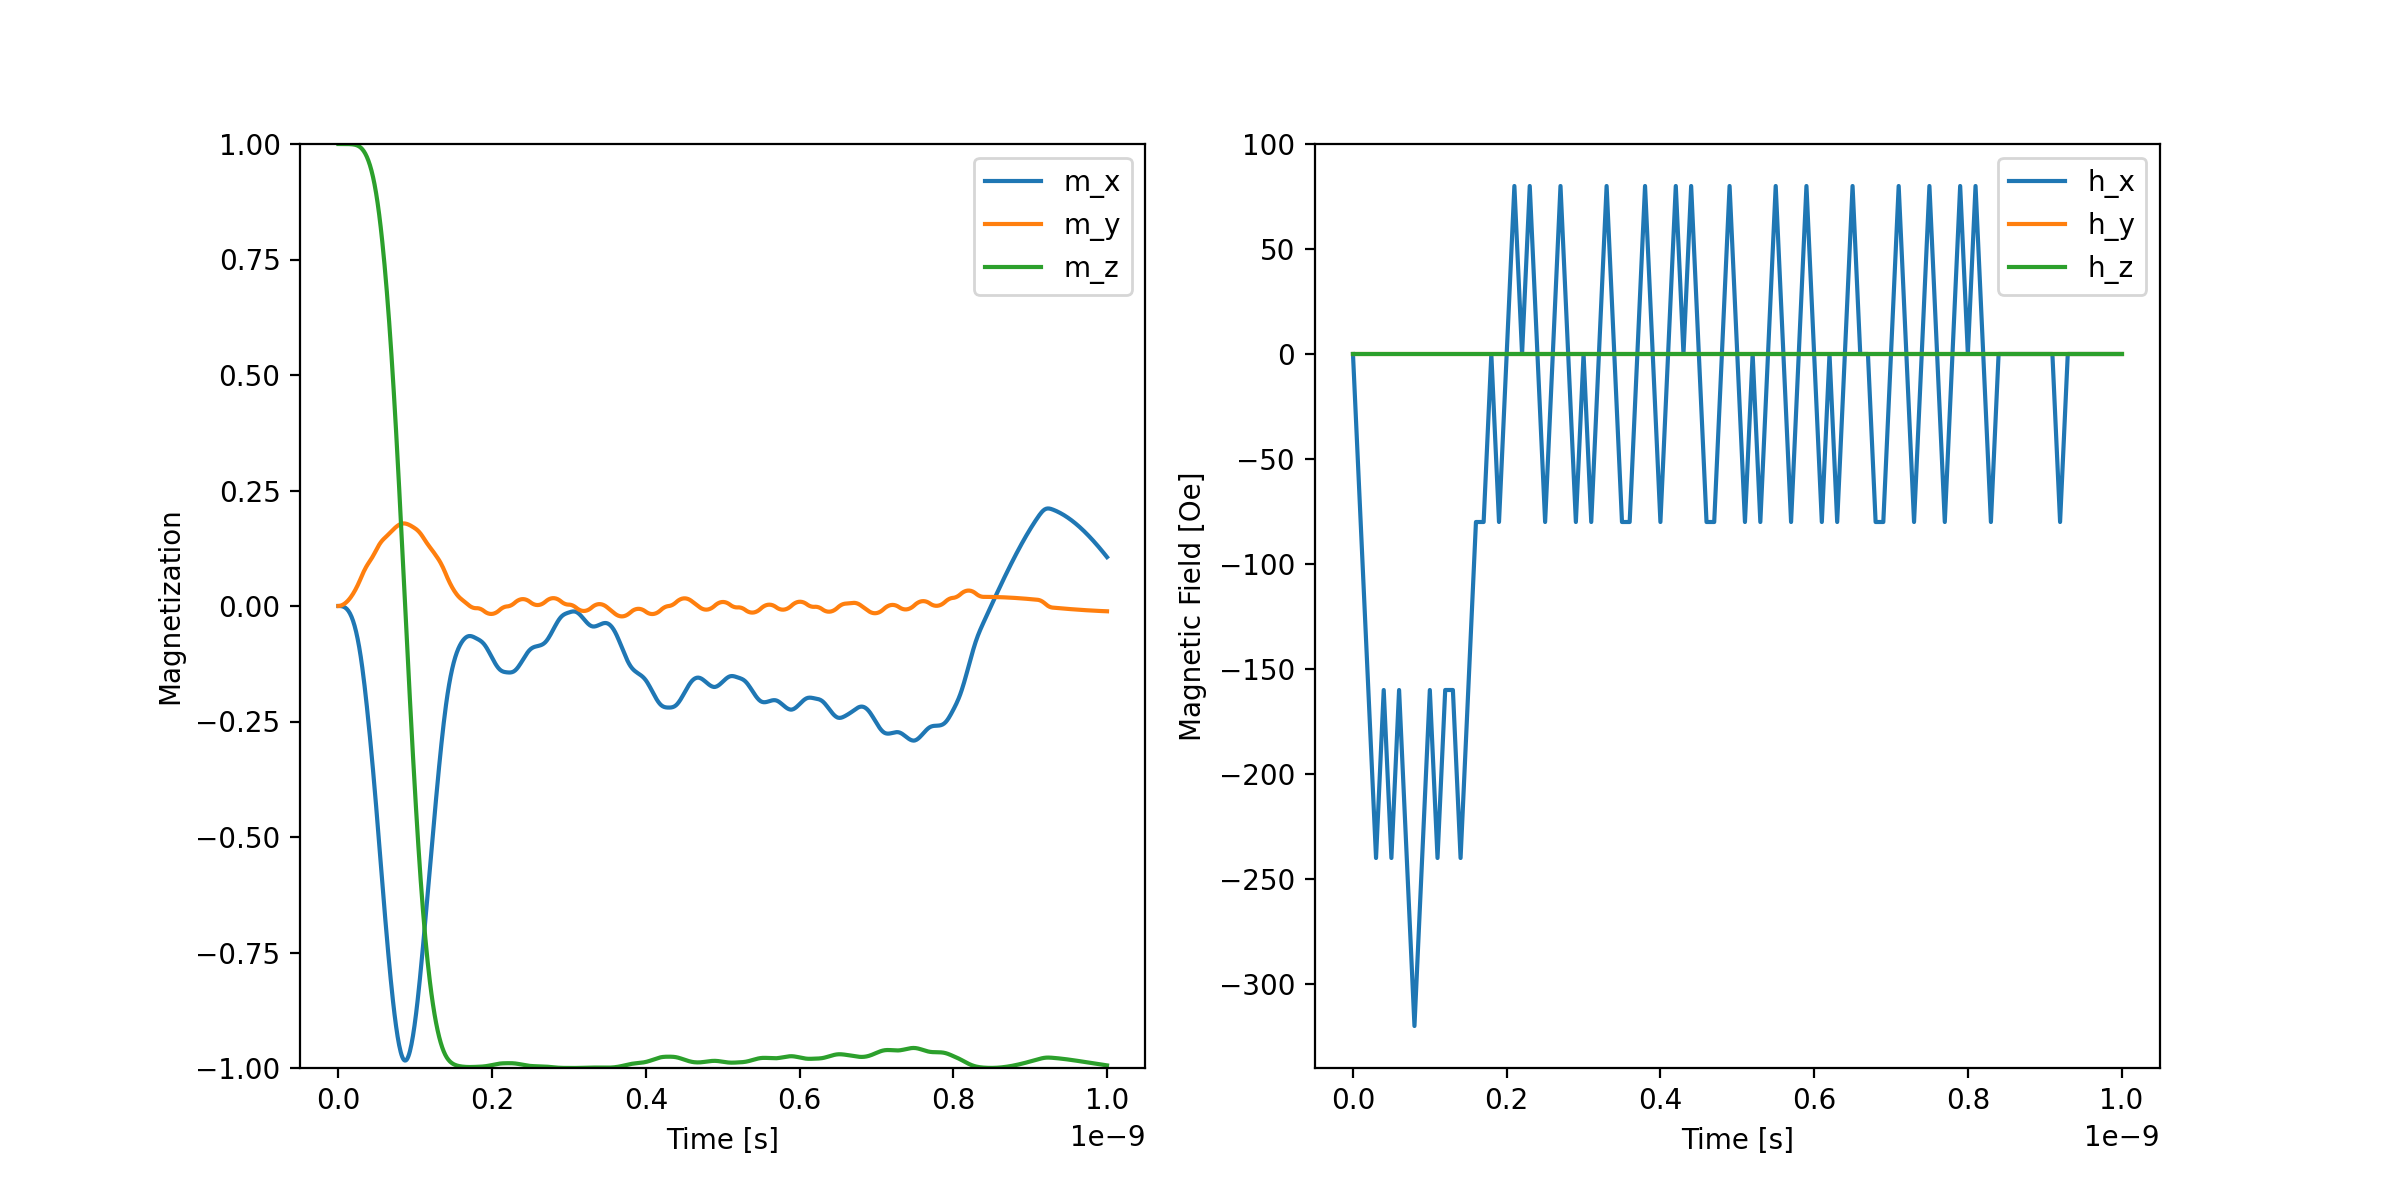 1.00
0.75
0.50
0.25
0.00
−0.25
−0.50
−0.75
−1.00
Magnetization
0.0 0.2 0.4 0.6 0.8 1.0
1e−9
Time [s]
m_x
m_y
m_z
100
50
0
−50
−100
−150
−200
−250
−300
Magnetic Field [Oe]
0.0 0.2 0.4 0.6 0.8 1.0
1e−9
Time [s]
h_x
h_y
h_z